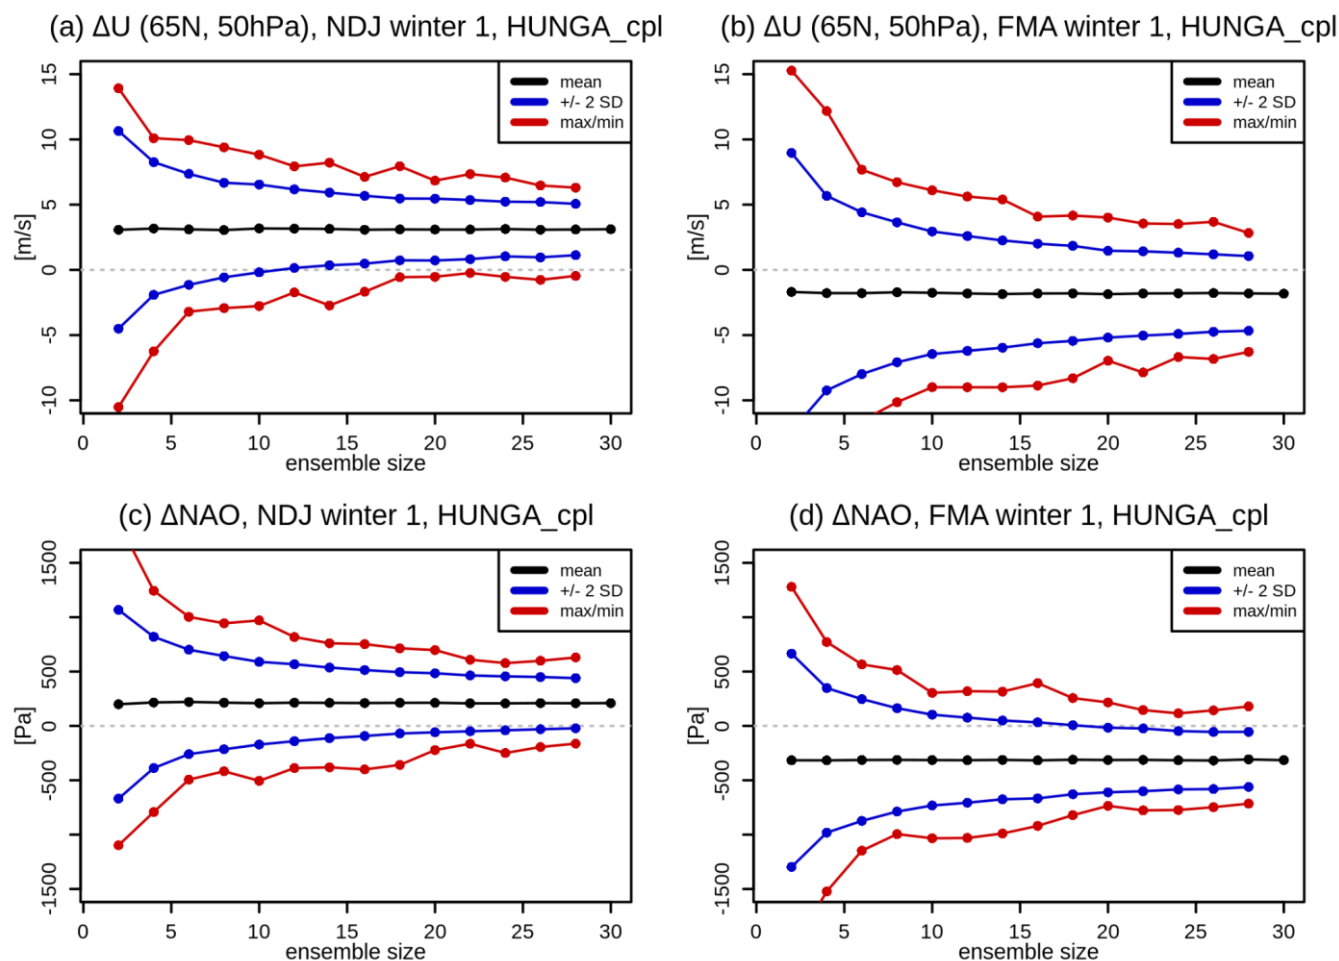 (a) ΔU (65N, 50hPa), NDJ winter 1, HUNGA_cpl
15
10
5
0
-5
-10
[m/s]
mean
+/- 2 SD
max/min
0 5 10 15 20 25 30
ensemble size
(b) ΔU (65N, 50hPa), FMA winter 1, HUNGA_cpl
15
10
5
0
-5
-10
[m/s]
mean
+/- 2 SD
max/min
0 5 10 15 20 25 30
ensemble size
(c) ΔNAO, NDJ winter 1, HUNGA_cpl
1500
500
0
-500
-1500
[Pa]
mean
+/- 2 SD
max/min
0 5 10 15 20 25 30
ensemble size
(d) ΔNAO, FMA winter 1, HUNGA_cpl
1500
500
0
-500
-1500
[Pa]
mean
+/- 2 SD
max/min
0 5 10 15 20 25 30
ensemble size